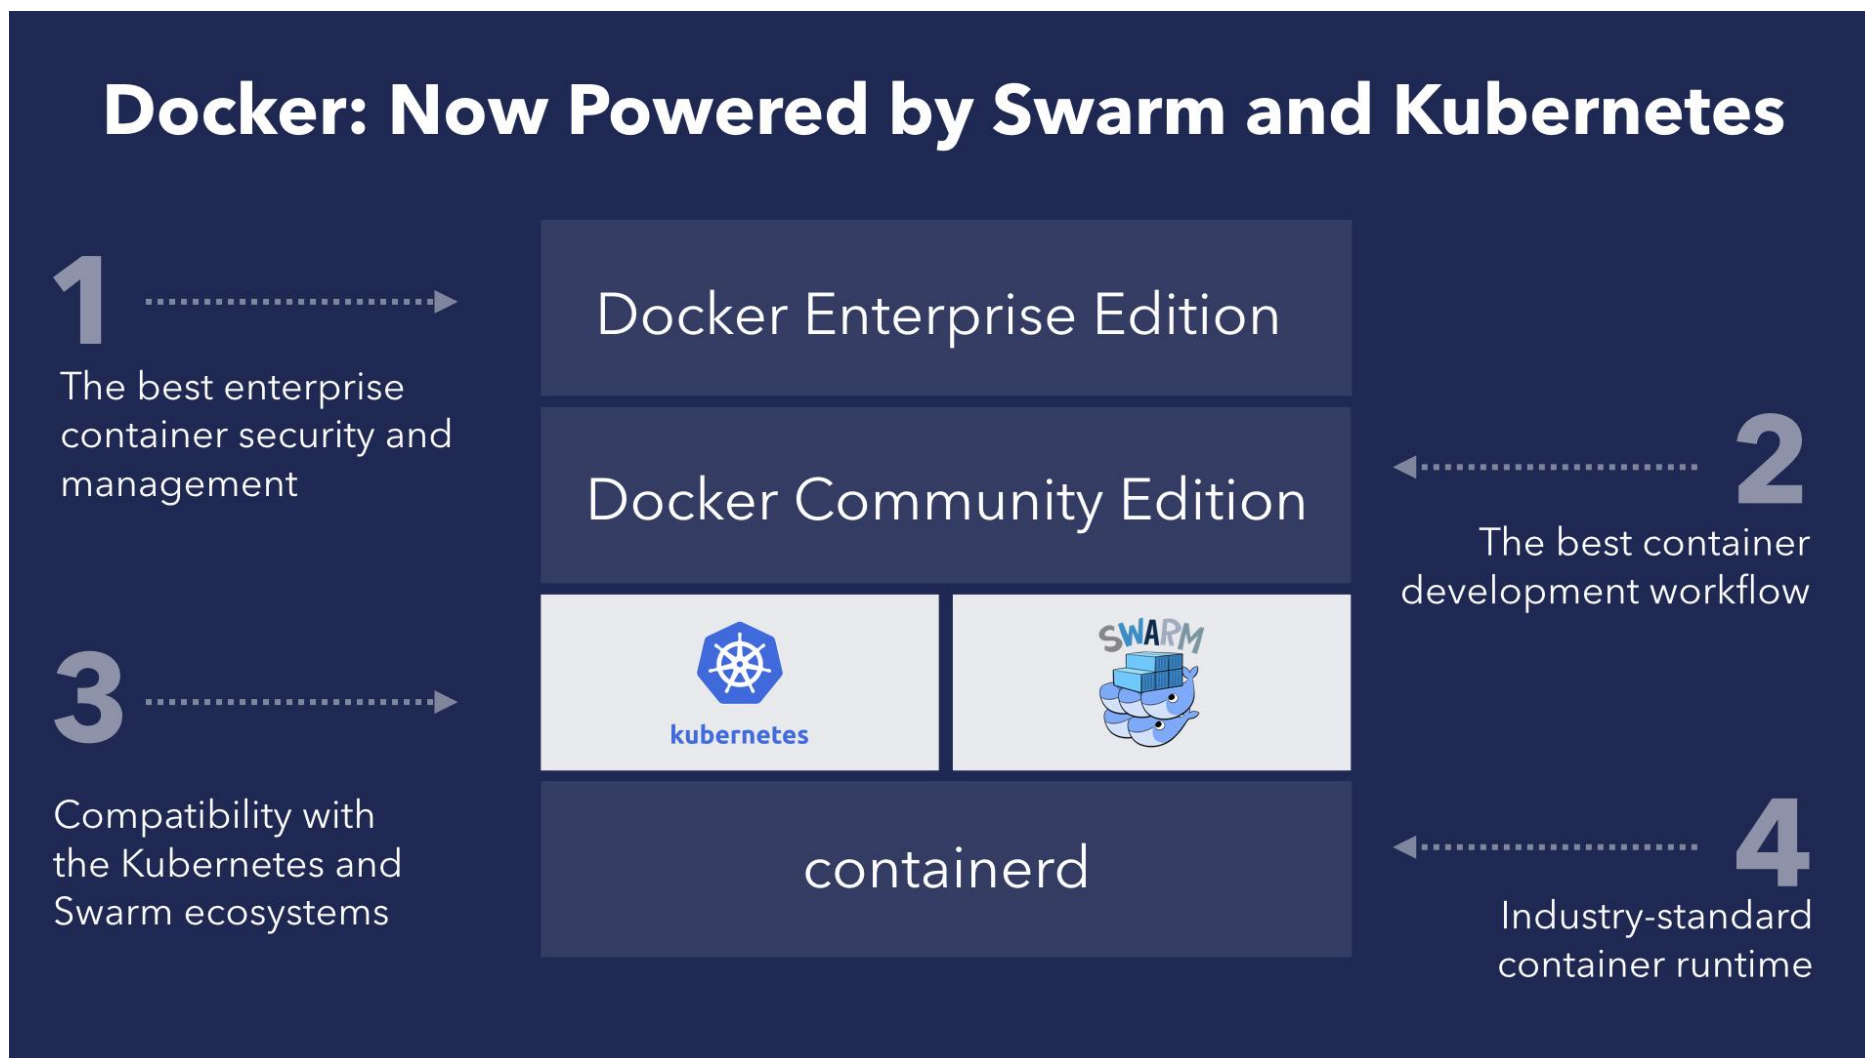 Docker: Now Powered by Swarm and Kubernetes
1
The best enterprise
container security and
management
Docker Enterprise Edition
Docker Community Edition
2
The best container
development workflow
3
Compatibility with
the Kubernetes and
Swarm ecosystems
kubernetes
SWARM
containerd
4
Industry-standard
container runtime